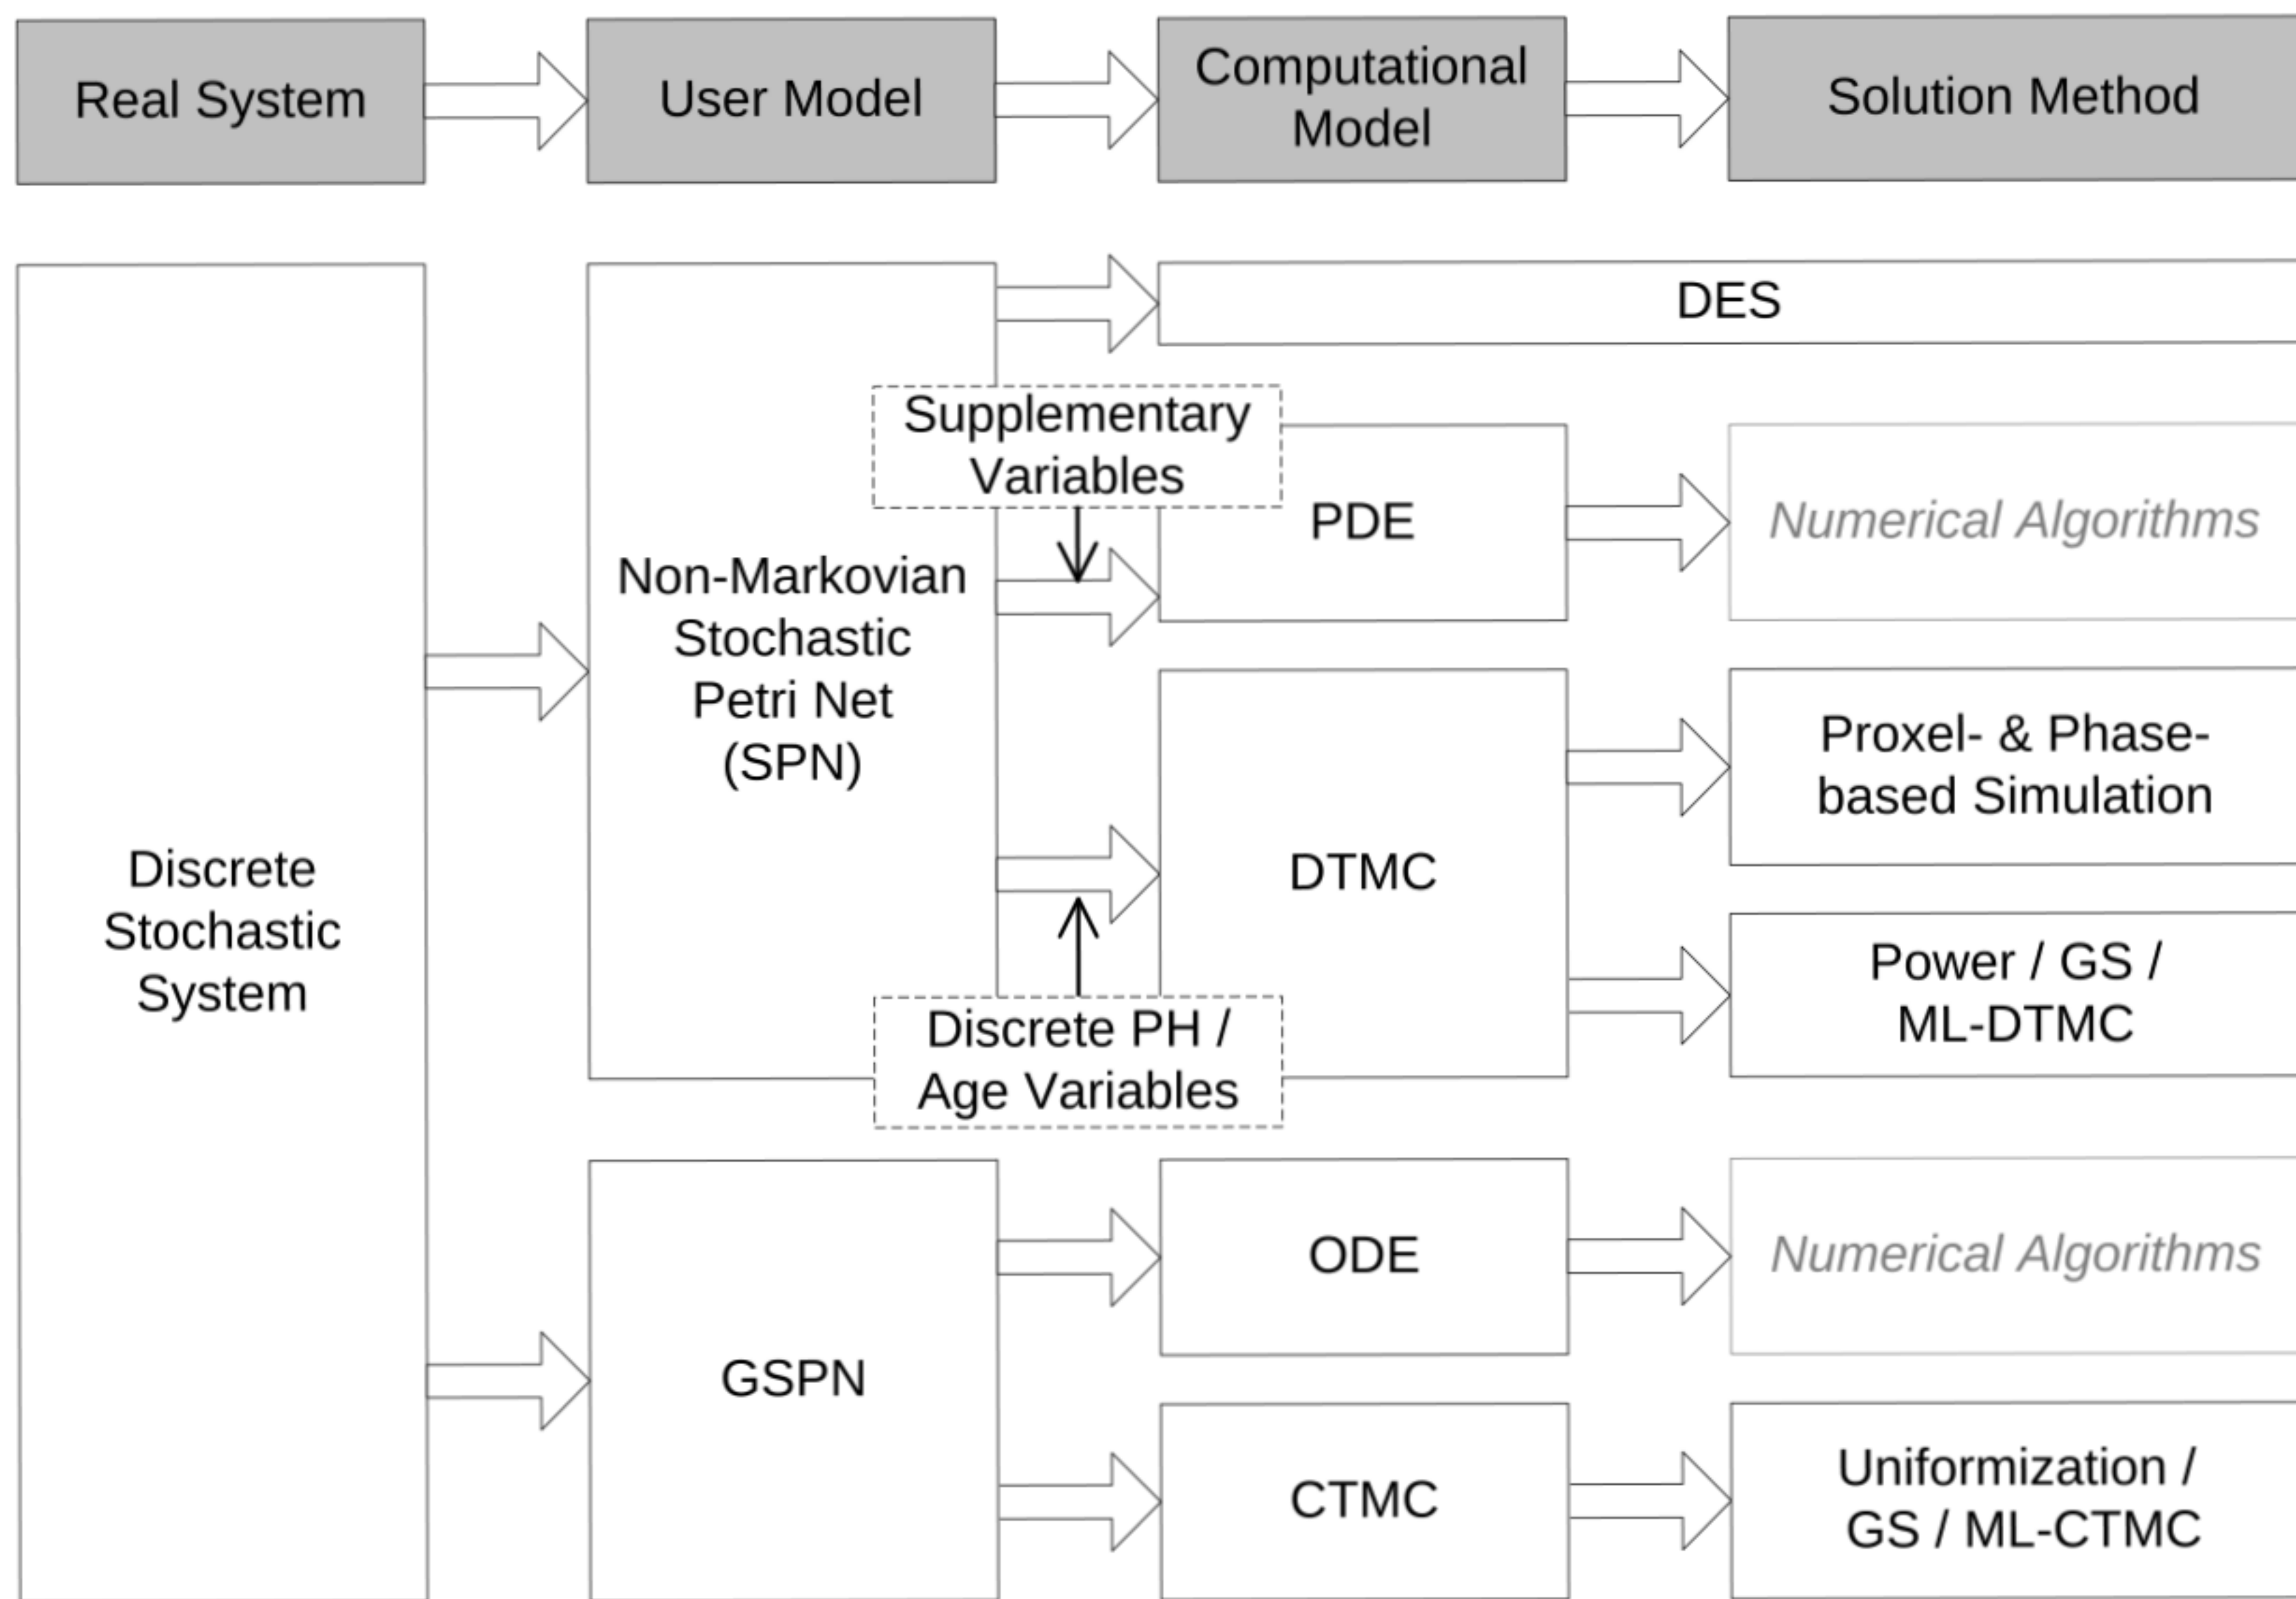 Real System
User Model
Computational
Model
Solution Method
DES
Supplementary
Variables
PDE
Numerical Algorithms
Non-Markovian
Stochastic
Petri Net
(SPN)
Discrete
Stochastic
System
DTMC
Proxel- & Phase-
based Simulation
Power / GS /
ML-DTMC
Discrete PH /
Age Variables
GSPN
ODE
Numerical Algorithms
CTMC
Uniformization /
GS / ML-CTMC